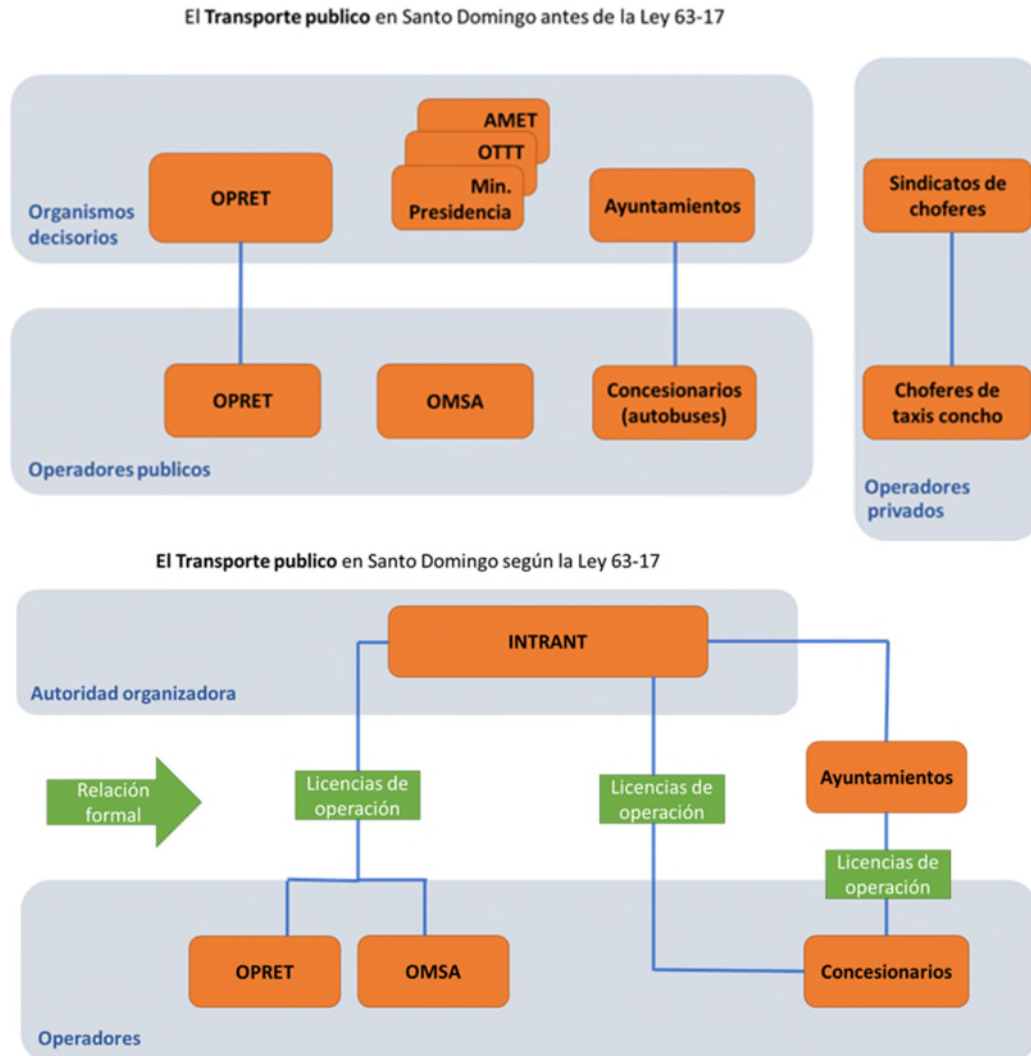 El Transporte publico en Santo Domingo antes de la Ley 63-17
AMET
OTTT
Min.
Presidencia
OPRET
Ayuntamientos
Organismos
decisorios
Sindicatos de
choferes
OPRET
OMSA
Concesionarios
(autobuses)
Choferes de
taxis concho
Operadores publicos
Operadores
privados
El Transporte publico en Santo Domingo según la Ley 63-17
INTRANT
Autoridad organizadora
Relación
formal
Licencias de
operación
Licencias de
operación
Ayuntamientos
Licencias de
operación
OPRET
OMSA
Concesionarios
Operadores